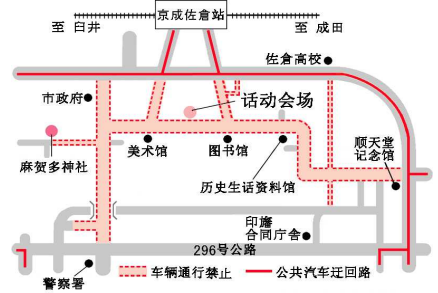 京成佐倉站
至 臼井
至 成田
佐倉高校
市政府
话动会场
顺天堂
记念馆
美术馆
图书馆
麻贺多神社
历史生话资料馆
印旛
合同庁舎
296号公路
警察署
车辆通行禁止
公共汽车迂回路